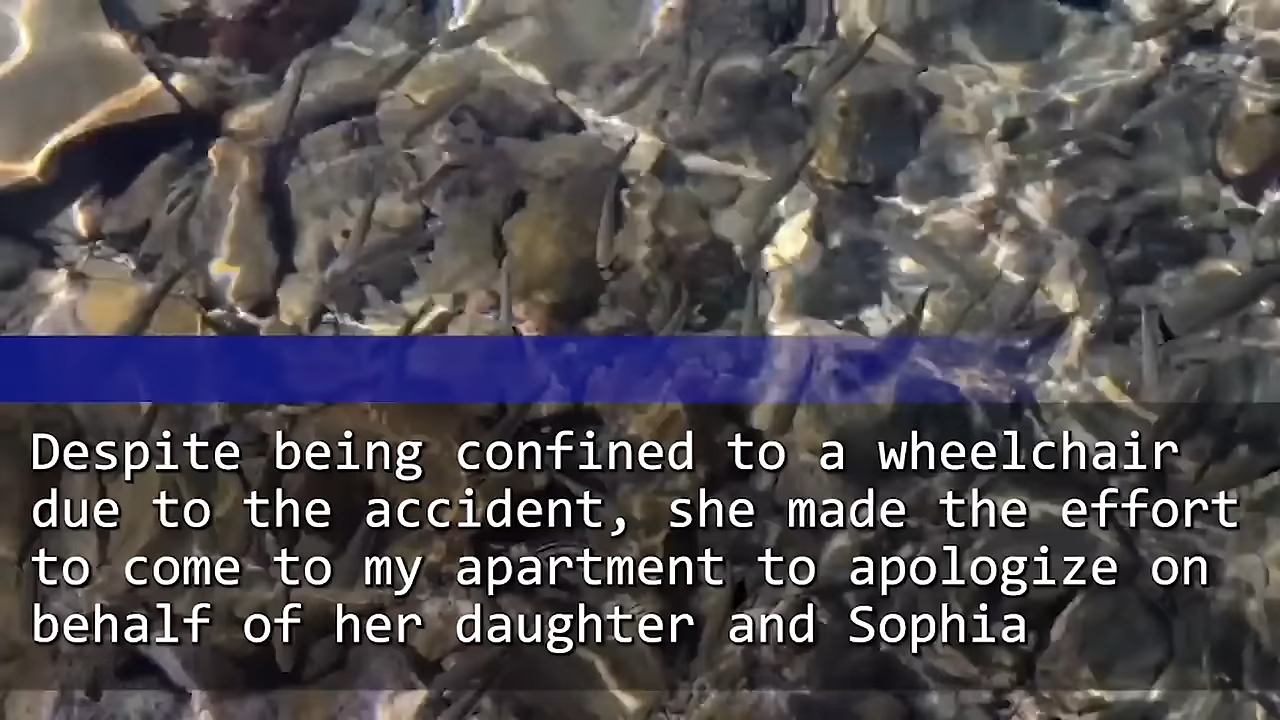 Despite being confined to a wheelchair
due to the accident, she made the effort
to come to my apartment to apologize on
behalf of her daughter and Sophia